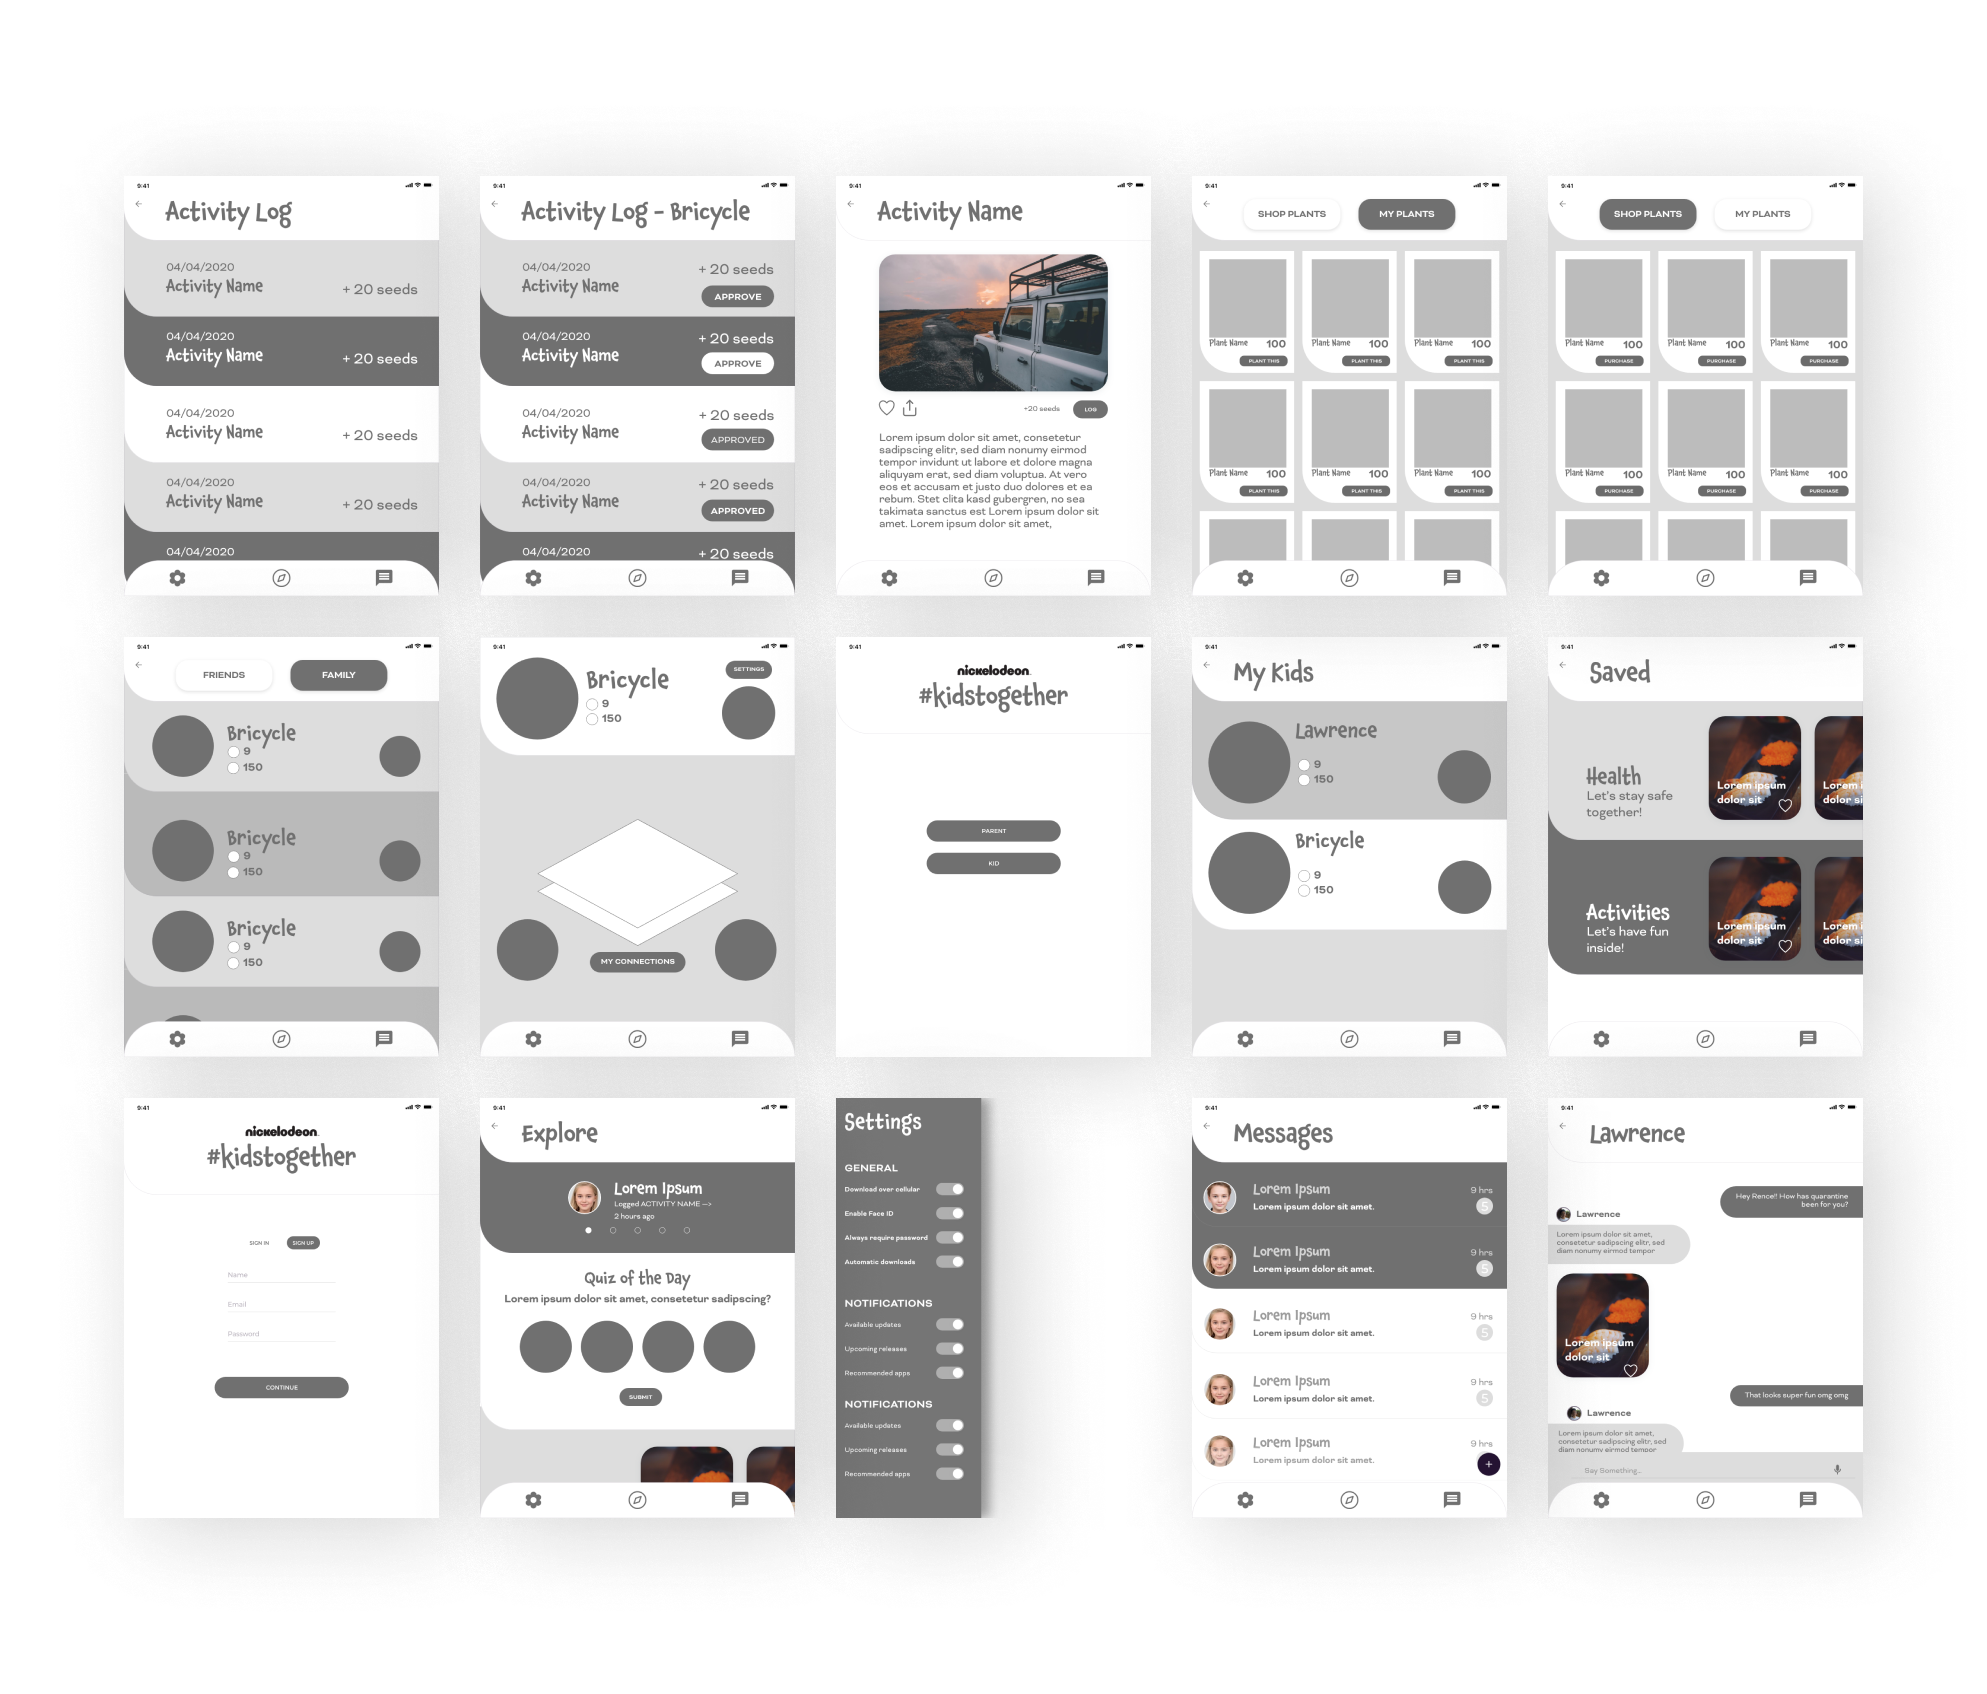 9:41
Activity Log
04/04/2020
Activity Name
+ 20 seeds
04/04/2020
Activity Name
+ 20 seeds
04/04/2020
Activity Name
+ 20 seeds
04/04/2020
Activity Name
+ 20 seeds
04/04/2020
9:41
Activity Log - Bricycle
04/04/2020
+ 20 seeds
Activity Name
APPROVE
04/04/2020
+ 20 seeds
Activity Name
APPROVE
04/04/2020
+ 20 seeds
Activity Name
APPROVED
04/04/2020
+ 20 seeds
Activity Name
APPROVED
04/04/2020
+ 20 seeds
9:41
Activity Name
+20 seeds
LOG
Lorem ipsum dolor sit amet, consetetur
sadipscing elitr, sed diam nonumy eirmod
tempor invidunt ut labore et dolore magna
aliquyam erat, sed diam voluptua. At vero
eos et accusam et justo duo dolores et ea
rebum. Stet clita kasd gubergren, no sea
takimata sanctus est Lorem ipsum dolor sit
amet. Lorem ipsum dolor sit amet,
9:41
SHOP PLANTS
MY PLANTS
Plant Name 100
PLANT THIS
Plant Name 100
PLANT THIS
Plant Name 100
PLANT THIS
Plant Name 100
PLANT THIS
Plant Name 100
PLANT THIS
Plant Name 100
PLANT THIS
9:41
SHOP PLANTS
MY PLANTS
Plant Name 100
PURCHASE
Plant Name 100
PURCHASE
Plant Name 100
PURCHASE
Plant Name 100
PURCHASE
Plant Name 100
PURCHASE
Plant Name 100
PURCHASE
9:41
FRIENDS
FAMILY
Bricycle
9
150
Bricycle
9
150
Bricycle
9
150
9:41
Bricycle
SETTINGS
9
150
MY CONNECTIONS
9:41
nickelodeon
#kidstogether
PARENT
KID
9:41
My Kids
Lawrence
9
150
Bricycle
9
150
9:41
Saved
Health
Let's stay safe
together!
Lorem ipsum
dolor sit
Lorem i
dolor si
Activities
Let's have fun
inside!
Lorem ipsum
dolor sit
Lorem i
dolor si
9:41
nickelodeon
#kidstogether
SIGN IN
SIGN UP
Name
Email
Password
CONTINUE
9:41
Explore
Lorem Ipsum
Logged ACTIVITY NAME -->
2 hours ago
Quiz of the Day
Lorem ipsum dolor sit amet, consetetur sadipscing?
SUBMIT
Settings
GENERAL
Download over cellular
Enable Face ID
Always require password
Automatic downloads
NOTIFICATIONS
Available updates
Upcoming releases
Recommended apps
NOTIFICATIONS
Available updates
Upcoming releases
Recommended apps
9:41
Messages
Lorem Ipsum
9 hrs
Lorem ipsum dolor sit amet.
5
Lorem Ipsum
9 hrs
Lorem ipsum dolor sit amet.
5
Lorem Ipsum
9 hrs
Lorem ipsum dolor sit amet.
5
Lorem Ipsum
9 hrs
Lorem ipsum dolor sit amet.
5
Lorem Ipsum
9 hrs
Lorem ipsum dolor sit amet.
+
9:41
Lawrence
Hey Rence!! How has quarantine
been for you?
Lawrence
Lorem ipsum dolor sit amet,
consetetur sadipscing elitr, sed
diam nonumy eirmod tempor
Lorem ipsum
dolor sit
That looks super fun omg omg
Lawrence
Lorem ipsum dolor sit amet,
consetetur sadipscing elitr, sed
diam nonumy eirmod tempor
Say Something...